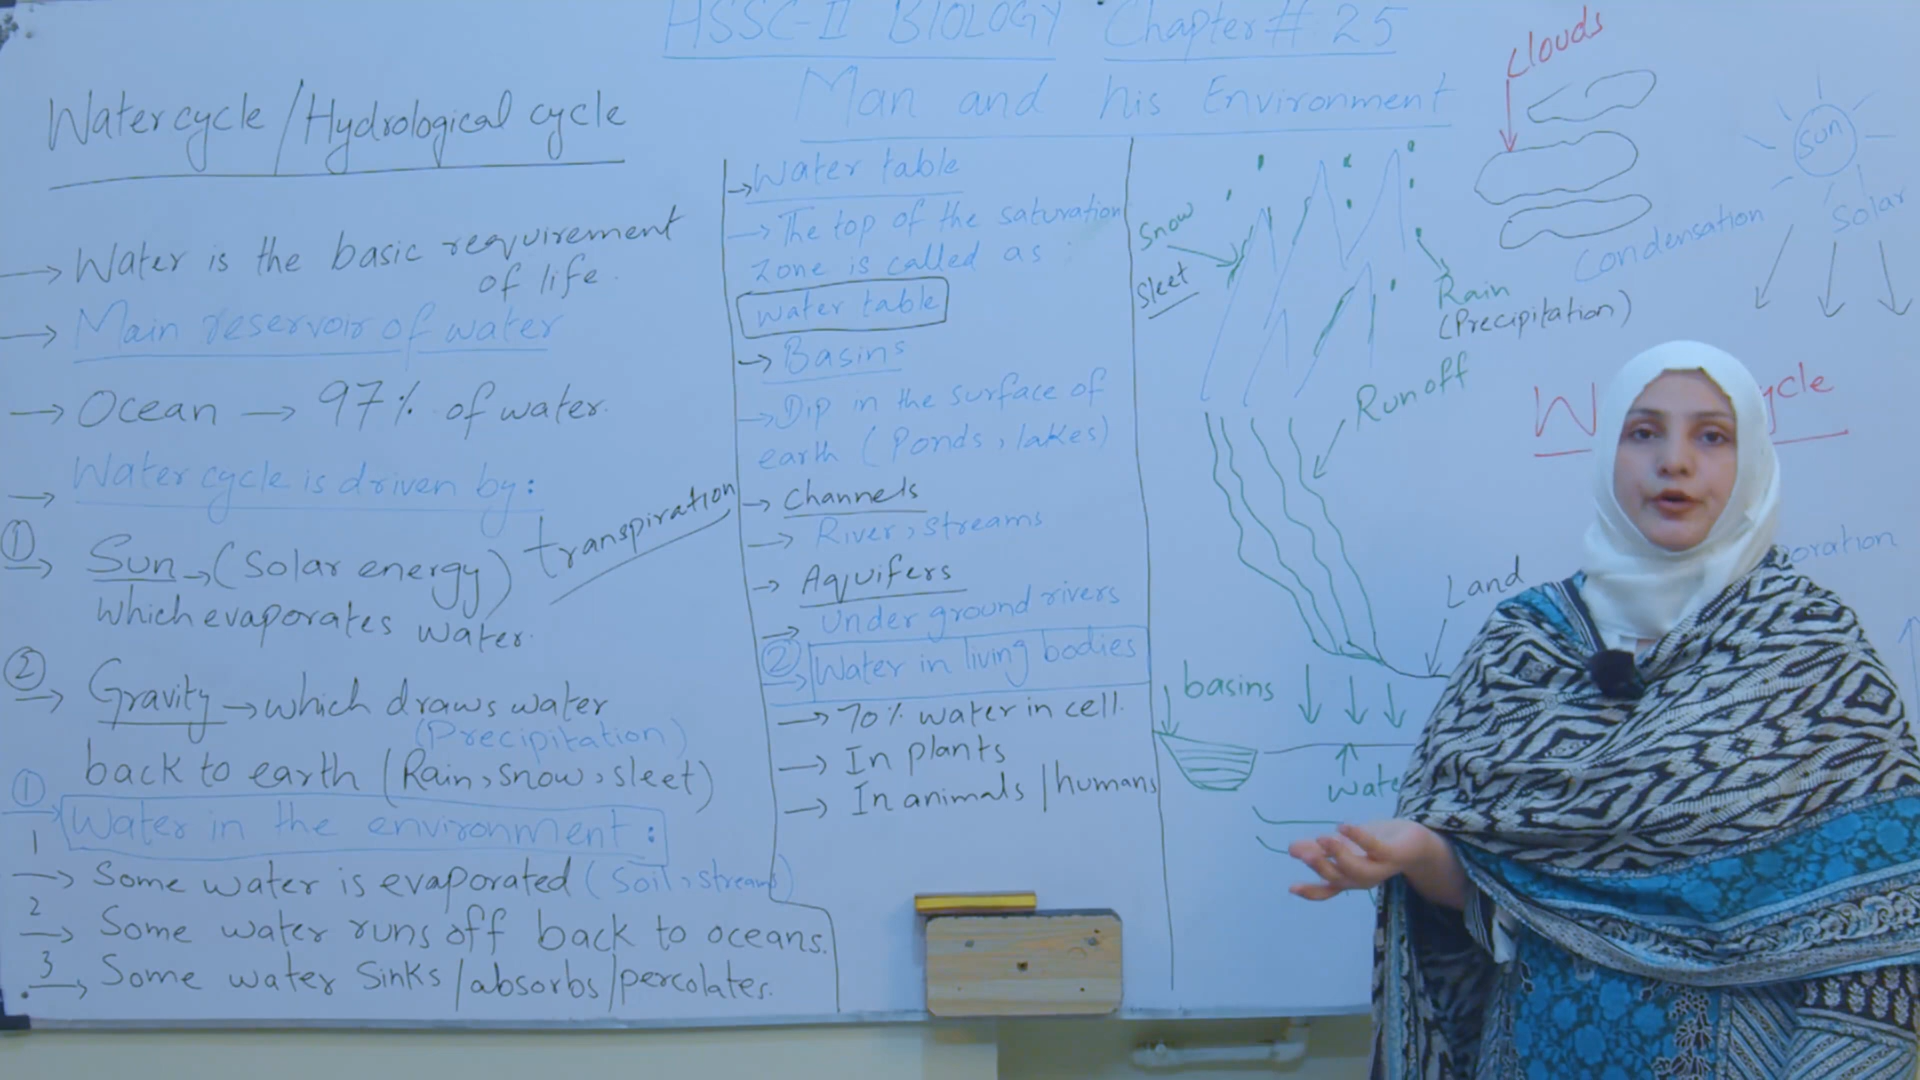 HSSC-II BIOLOGY Chapter# 25
Man and his Environment
Water cycle / Hydrological cycle
→ Water is the basic requirement
of life.
→ Main reservoir of water
→ Ocean → 97% of water.
→ Water cycle is driven by:
① Sun → (Solar energy) transpiration
which evaporates water.
② Gravity → which draws water
(Precipitation)
back to earth (Rain, snow, sleet)
① Water in the environment:
1 → Some water is evaporated (Soil, streams)
2 → Some water runs off back to oceans.
3 → Some water sinks/absorbs/percolates.
→ Water table
→ The top of the saturation
zone is called as
water table
→ Basins
→ Dip in the surface of
earth (Ponds, lakes)
→ Channels
→ River, streams
→ Aquifers
→ Under ground rivers
② Water in living bodies
→ 70% water in cell.
→ In plants
→ In animals / humans
Clouds
Sun
Solar
Condensation
Snow
Sleet
Rain
(Precipitation)
Runoff
W ycle
oration
Land
basins
Wate